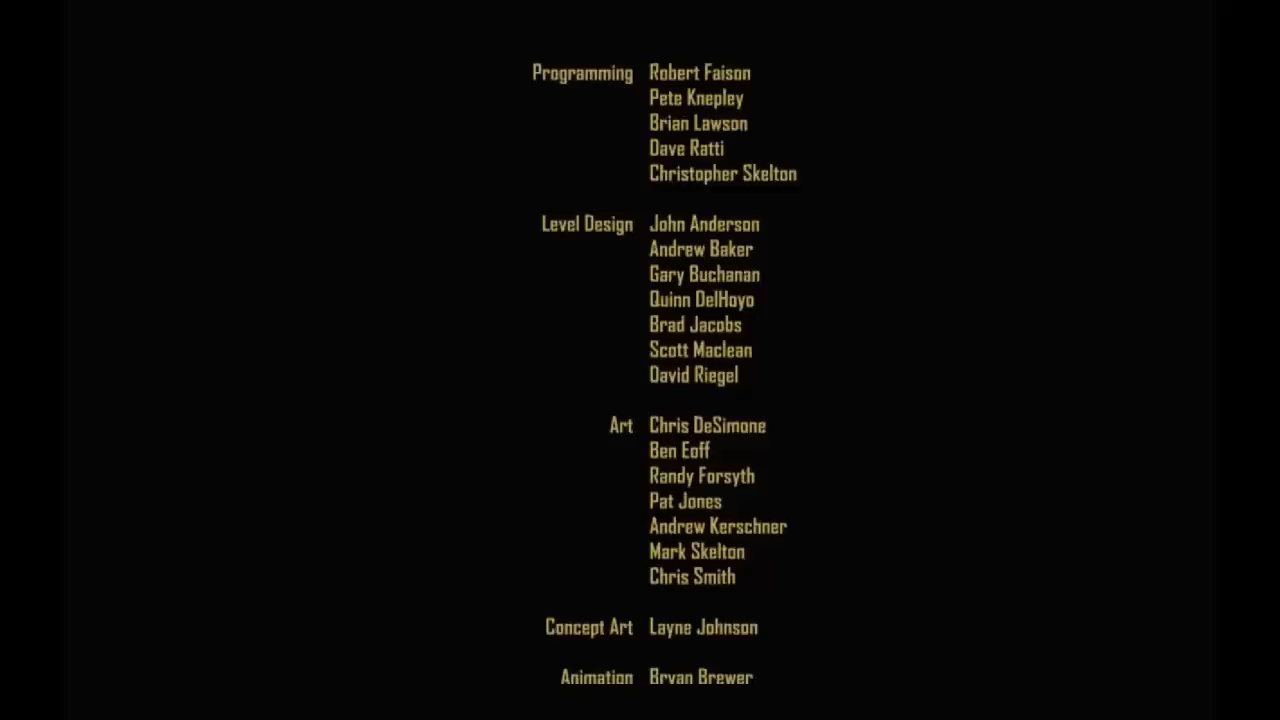 Programming Robert Faison
Pete Knepley
Brian Lawson
Dave Ratti
Christopher Skelton
Level Design John Anderson
Andrew Baker
Gary Buchanan
Quinn DelHoyo
Brad Jacobs
Scott Maclean
David Riegel
Art Chris DeSimone
Ben Eoff
Randy Forsyth
Pat Jones
Andrew Kerschner
Mark Skelton
Chris Smith
Concept Art Layne Johnson
Animation Bryan Brewer